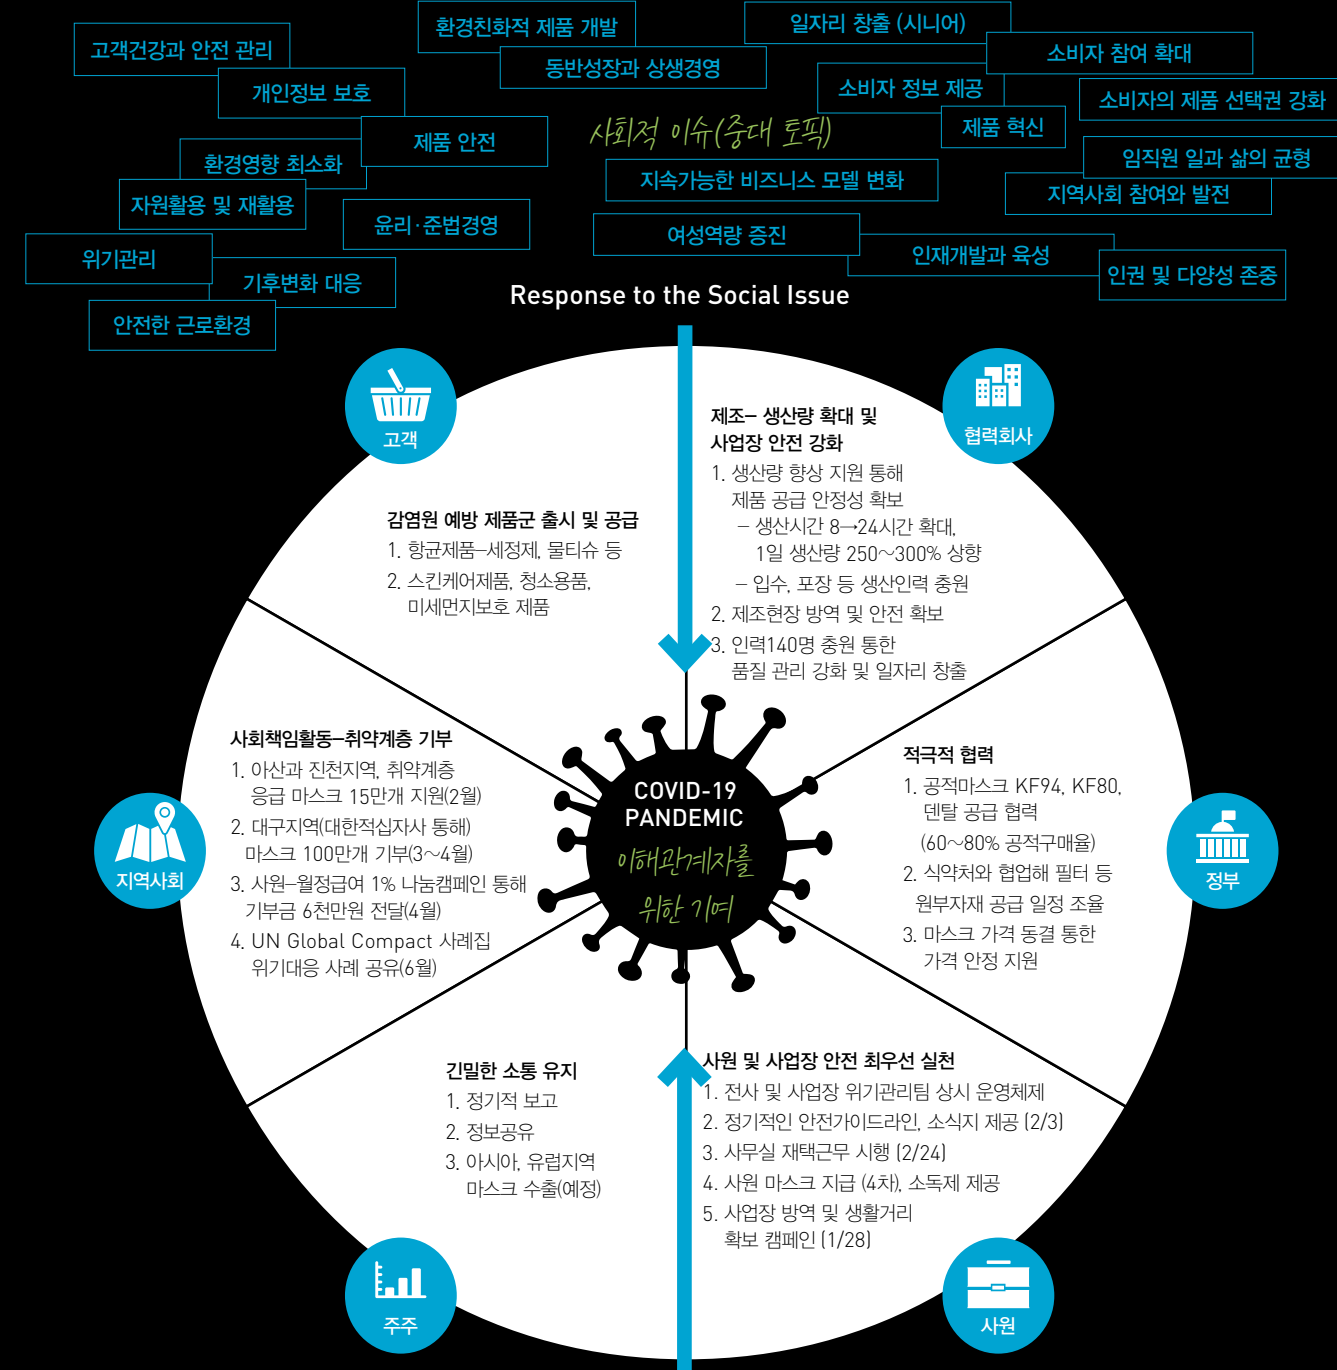 환경친화적 제품 개발
일자리 창출 (시니어)
고객건강과 안전 관리
소비자 참여 확대
동반성장과 상생경영
개인정보 보호
소비자 정보 제공
소비자의 제품 선택권 강화
사회적 이슈(중대 토픽)
제품 혁신
제품 안전
환경영향 최소화
임직원 일과 삶의 균형
지속가능한 비즈니스 모델 변화
지역사회 참여와 발전
자원활용 및 재활용
윤리·준법경영
여성역량 증진
위기관리
인재개발과 육성
인권 및 다양성 존중
기후변화 대응
Response to the Social Issue
안전한 근로환경
고객
감염원 예방 제품군 출시 및 공급
1. 항균제품–세정제, 물티슈 등
2. 스킨케어제품, 청소용품,
미세먼지보호 제품
협력회사
제조– 생산량 확대 및
사업장 안전 강화
1. 생산량 향상 지원 통해
제품 공급 안정성 확보
– 생산시간 8→24시간 확대,
1일 생산량 250~300% 상향
– 입수, 포장 등 생산인력 충원
2. 제조현장 방역 및 안전 확보
3. 인력140명 충원 통한
품질 관리 강화 및 일자리 창출
지역사회
사회책임활동–취약계층 기부
1. 아산과 진천지역, 취약계층
응급 마스크 15만개 지원(2월)
2. 대구지역(대한적십자사 통해)
마스크 100만개 기부(3~4월)
3. 사원–월정급여 1% 나눔캠페인 통해
기부금 6천만원 전달(4월)
4. UN Global Compact 사례집
위기대응 사례 공유(6월)
COVID-19
PANDEMIC
이해관계자를
위한 기여
정부
적극적 협력
1. 공적마스크 KF94, KF80,
덴탈 공급 협력
(60~80% 공적구매율)
2. 식약처와 협업해 필터 등
원부자재 공급 일정 조율
3. 마스크 가격 동결 통한
가격 안정 지원
주주
긴밀한 소통 유지
1. 정기적 보고
2. 정보공유
3. 아시아, 유럽지역
마스크 수출(예정)
사원
사원 및 사업장 안전 최우선 실천
1. 전사 및 사업장 위기관리팀 상시 운영체제
2. 정기적인 안전가이드라인, 소식지 제공 (2/3)
3. 사무실 재택근무 시행 (2/24)
4. 사원 마스크 지급 (4차), 소독제 제공
5. 사업장 방역 및 생활거리
확보 캠페인 (1/28)